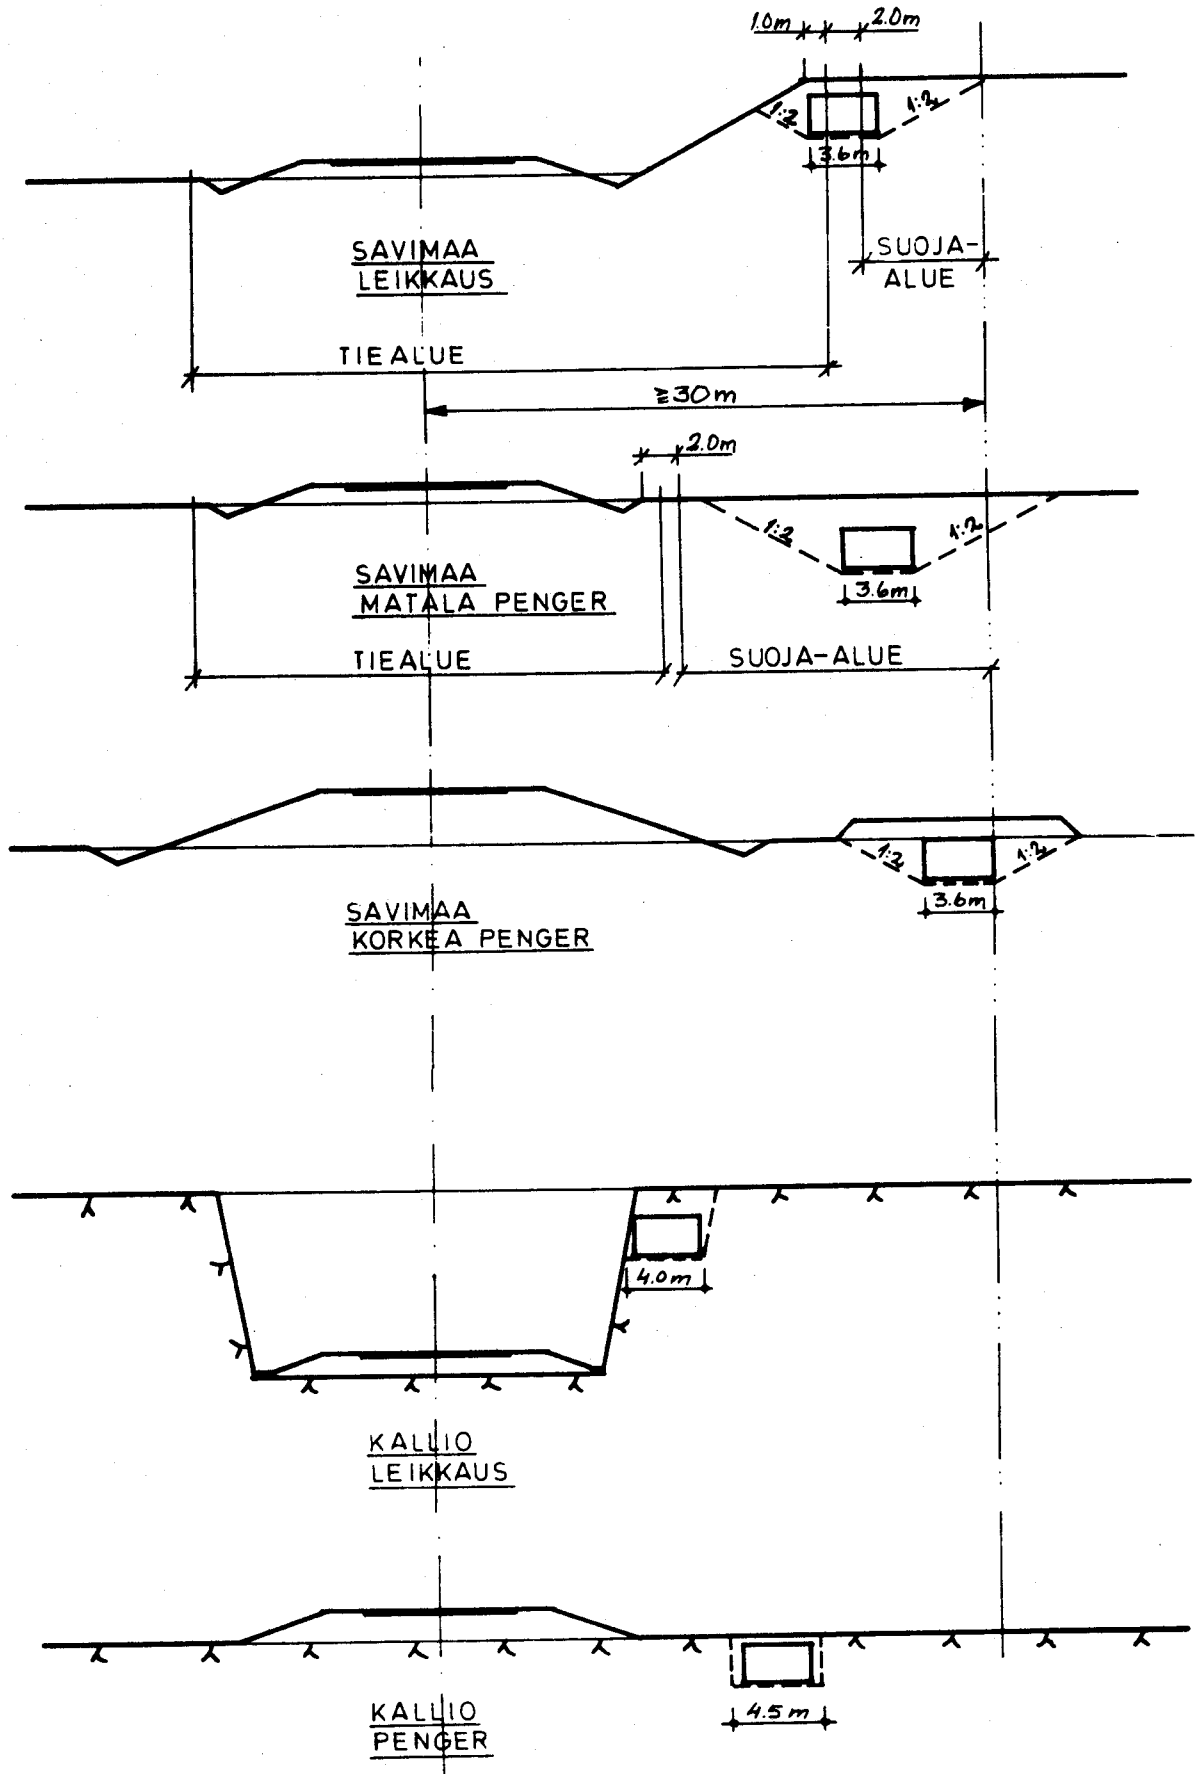 1.0m 2.0m
1:2 1:2
3.6m
SAVIMAA
LEIKKAUS
SUOJA-
ALUE
TIEALUE
≧30m
2.0m
1:2 1:2
SAVIMAA
MATALA PENGER
3.6m
TIEALUE
SUOJA-ALUE
1:2 1:2
3.6m
SAVIMAA
KORKEA PENGER
4.0m
KALLIO
LEIKKAUS
4.5m
KALLIO
PENGER